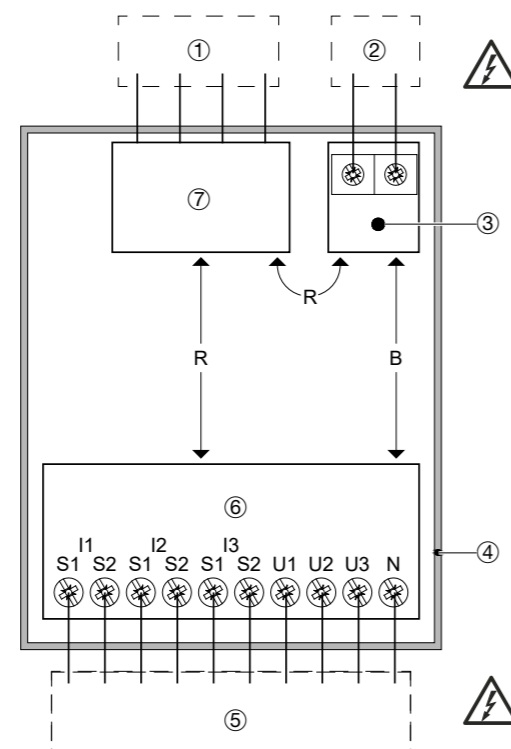 ① ②
⑦
③
R
R B
⑥
I1 I2 I3
S1 S2 S1 S2 S1 S2 U1 U2 U3 N
④
⑤